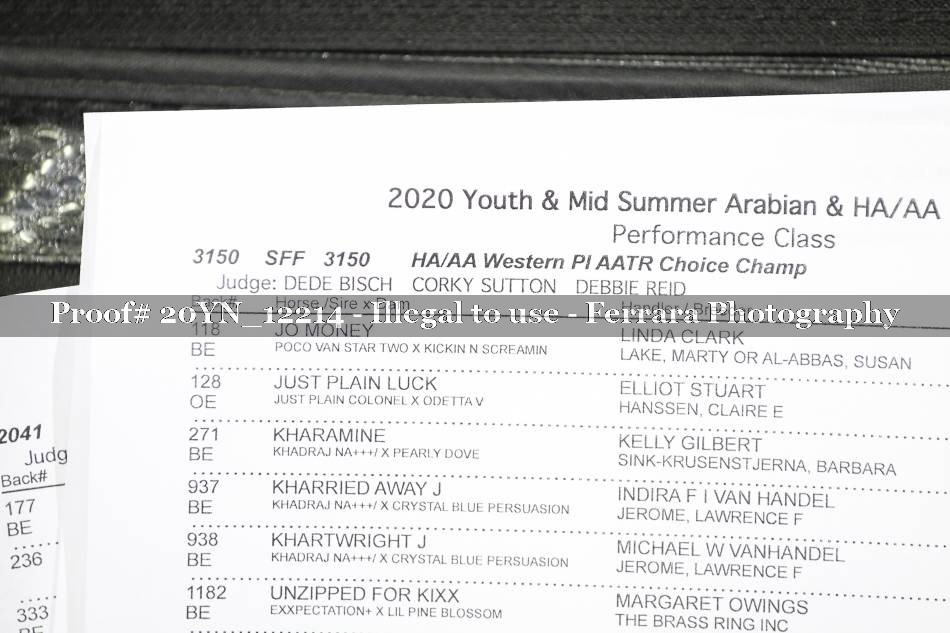 2020 Youth & Mid Summer Arabian & HA/AA
Performance Class
3150 SFF 3150 HA/AA Western Pl AATR Choice Champ
Judge: DEDE BISCH CORKY SUTTON DEBBIE REID
Back# Horse /Sire x Dam Handler / Breeder
Proof# 20YN_12214 - Illegal to use - Ferrara Photography
118 JO MONEY LINDA CLARK
BE POCO VAN STAR TWO X KICKIN N SCREAMIN LAKE, MARTY OR AL-ABBAS, SUSAN
128 JUST PLAIN LUCK ELLIOT STUART
OE JUST PLAIN COLONEL X ODETTA V HANSSEN, CLAIRE E
271 KHARAMINE KELLY GILBERT
BE KHADRAJ NA+++/ X PEARLY DOVE SINK-KRUSENSTJERNA, BARBARA
937 KHARRIED AWAY J INDIRA F I VAN HANDEL
BE KHADRAJ NA+++/ X CRYSTAL BLUE PERSUASION JEROME, LAWRENCE F
938 KHARTWRIGHT J MICHAEL W VANHANDEL
BE KHADRAJ NA+++/ X CRYSTAL BLUE PERSUASION JEROME, LAWRENCE F
1182 UNZIPPED FOR KIXX MARGARET OWINGS
BE EXXPECTATION+ X LIL PINE BLOSSOM THE BRASS RING INC
2041
Judg
Back#
177
BE
236
333